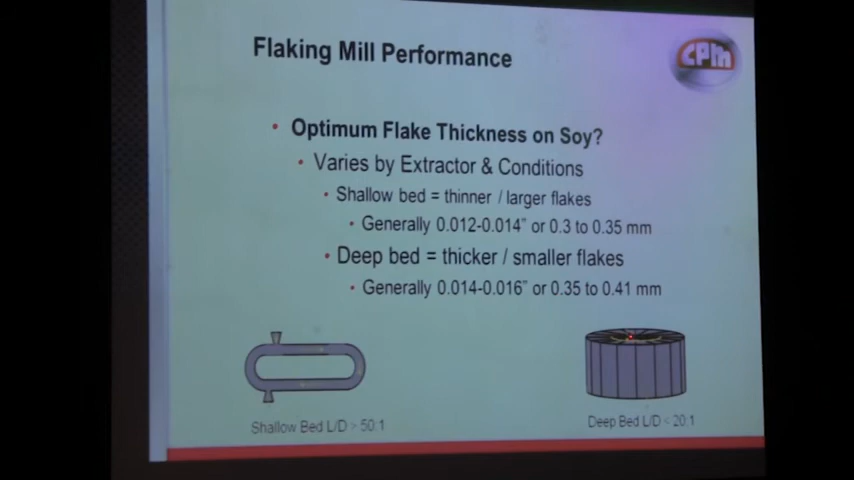 Flaking Mill Performance
CPM
• Optimum Flake Thickness on Soy?
• Varies by Extractor & Conditions
• Shallow bed = thinner / larger flakes
• Generally 0.012-0.014" or 0.3 to 0.35 mm
• Deep bed = thicker / smaller flakes
• Generally 0.014-0.016" or 0.35 to 0.41 mm
Shallow Bed L/D > 50:1
Deep Bed L/D < 20:1